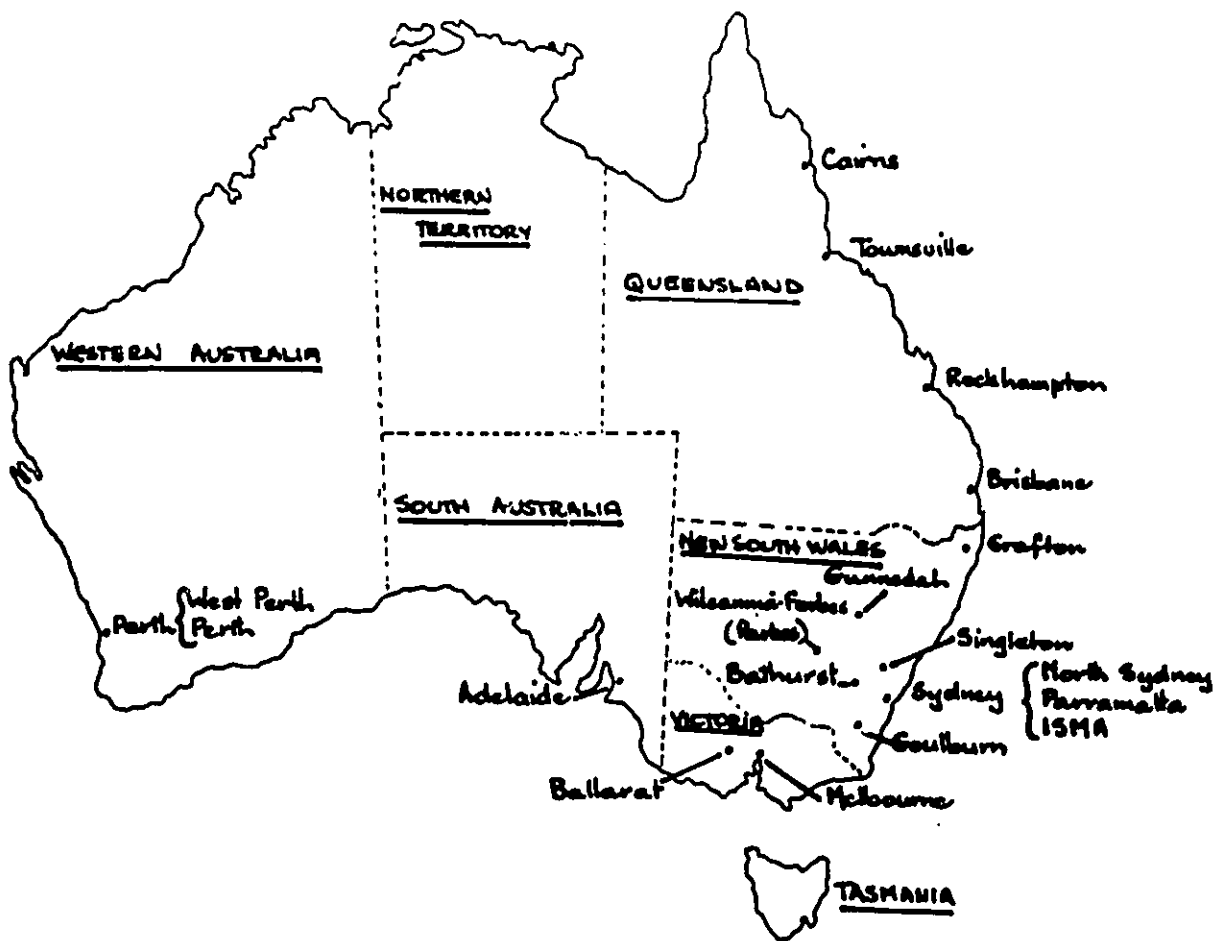 Cairns
NORTHERN
TERRITORY
Townsville
QUEENSLAND
WESTERN AUSTRALIA
Rockhampton
Brisbane
SOUTH AUSTRALIA
NEW SOUTH WALES
Grafton
Gunnedah
Wilcannia-Forbes
(Parkes)
Perth { West Perth
Perth
Singleton
Bathurst
Adelaide
Sydney { North Sydney
Parramatta
ISMA
VICTORIA
Goulburn
Ballarat
Melbourne
TASMANIA